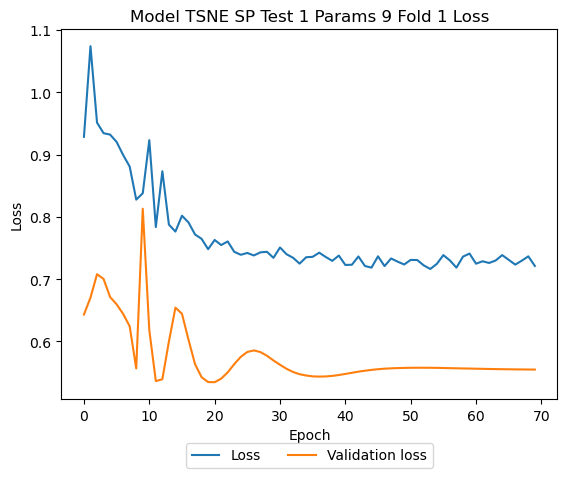 Model TSNE SP Test 1 Params 9 Fold 1 Loss
1.1
1.0
0.9
0.8
0.7
0.6
Loss
0 10 20 30 40 50 60 70
Epoch
Loss Validation loss